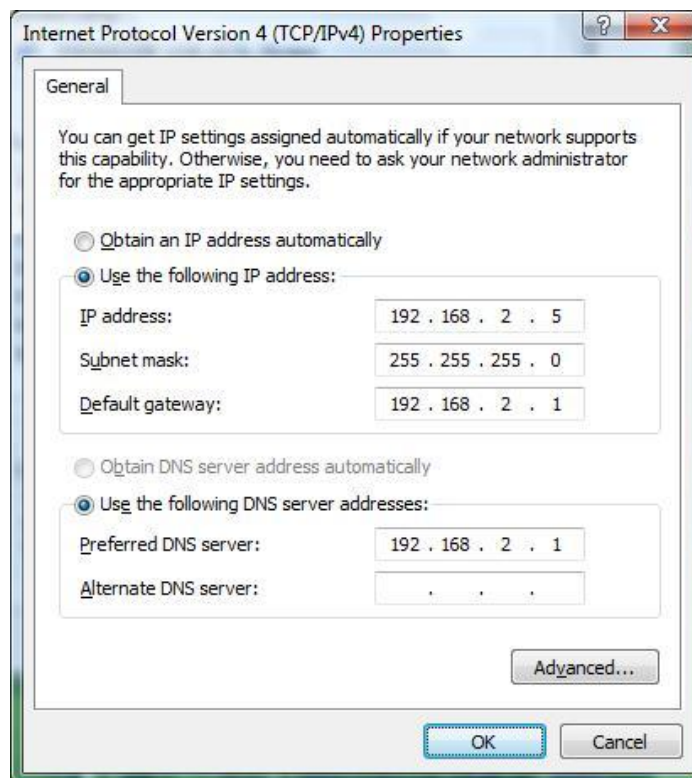 Internet Protocol Version 4 (TCP/IPv4) Properties
?
X
General
You can get IP settings assigned automatically if your network supports
this capability. Otherwise, you need to ask your network administrator
for the appropriate IP settings.
Obtain an IP address automatically
Use the following IP address:
IP address: 192 . 168 . 2 . 5
Subnet mask: 255 . 255 . 255 . 0
Default gateway: 192 . 168 . 2 . 1
Obtain DNS server address automatically
Use the following DNS server addresses:
Preferred DNS server: 192 . 168 . 2 . 1
Alternate DNS server: . . .
Advanced...
OK Cancel